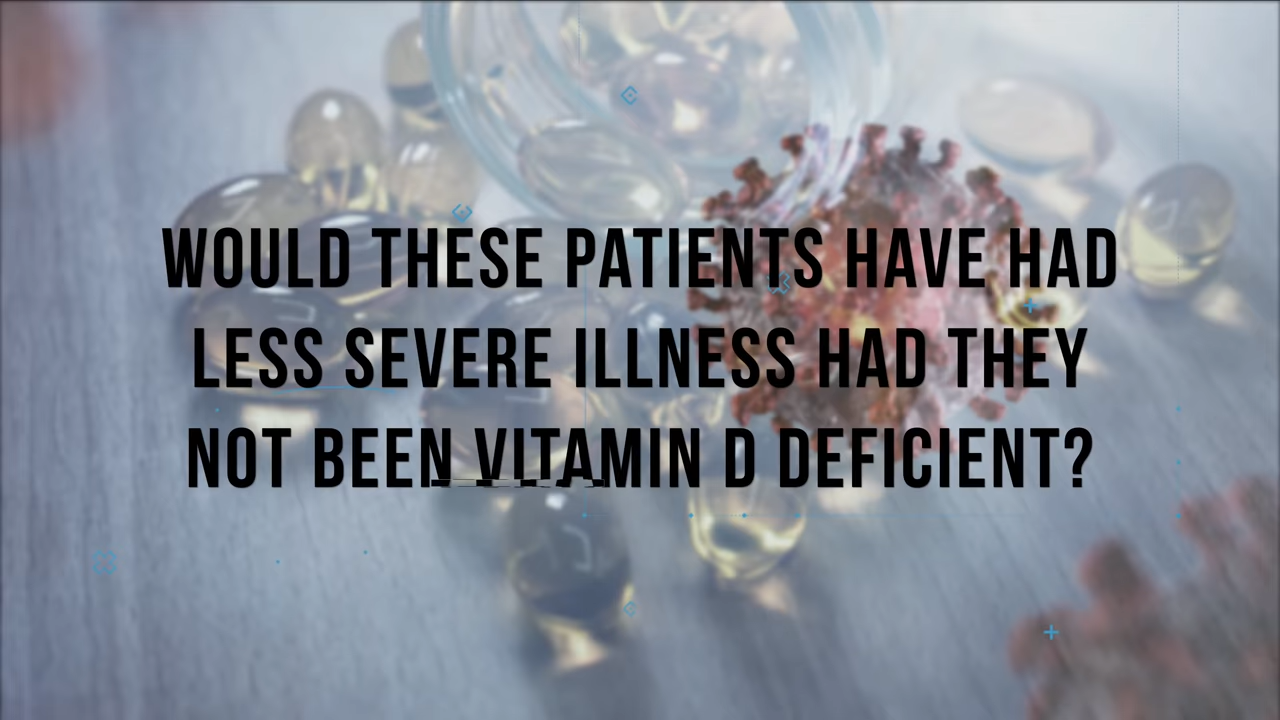 WOULD THESE PATIENTS HAVE HAD
LESS SEVERE ILLNESS HAD THEY
NOT BEEN VITAMIN D DEFICIENT?